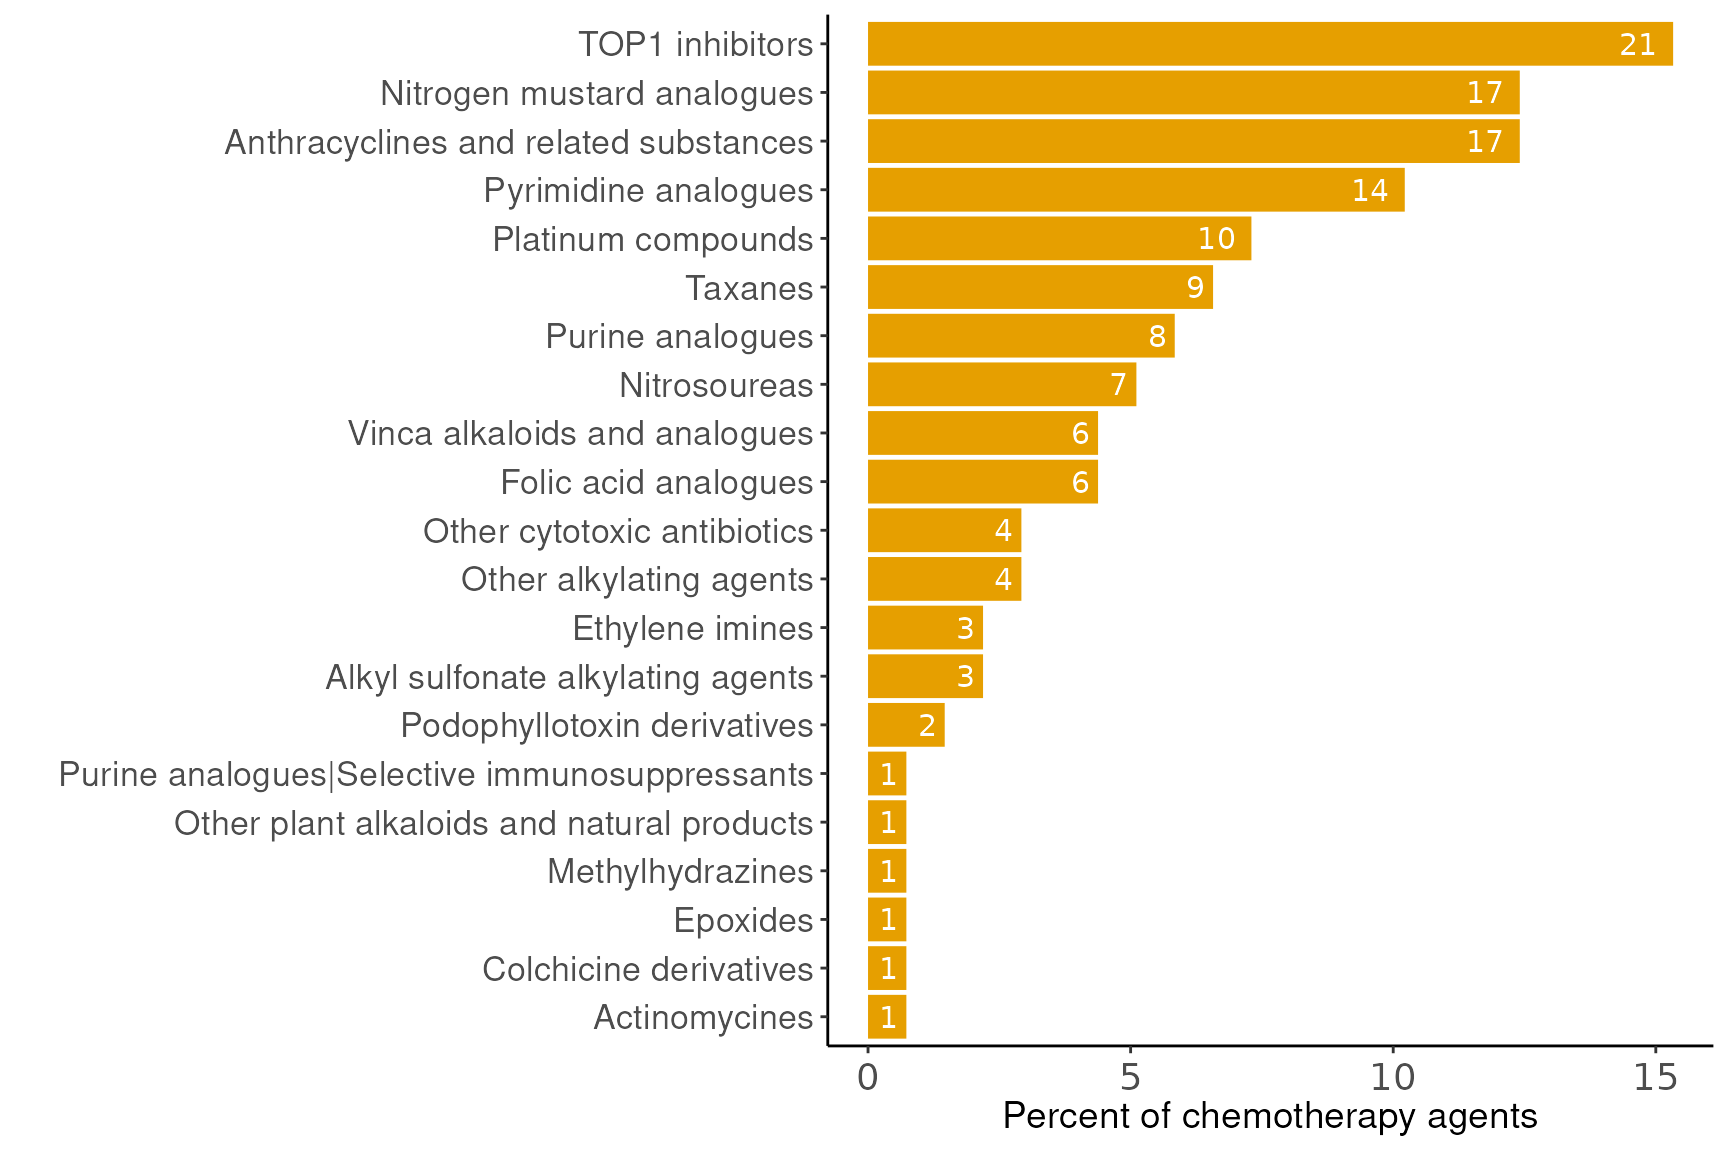 TOP1 inhibitors 21
Nitrogen mustard analogues 17
Anthracyclines and related substances 17
Pyrimidine analogues 14
Platinum compounds 10
Taxanes 9
Purine analogues 8
Nitrosoureas 7
Vinca alkaloids and analogues 6
Folic acid analogues 6
Other cytotoxic antibiotics 4
Other alkylating agents 4
Ethylene imines 3
Alkyl sulfonate alkylating agents 3
Podophyllotoxin derivatives 2
Purine analogues|Selective immunosuppressants 1
Other plant alkaloids and natural products 1
Methylhydrazines 1
Epoxides 1
Colchicine derivatives 1
Actinomycines 1
0 5 10 15
Percent of chemotherapy agents